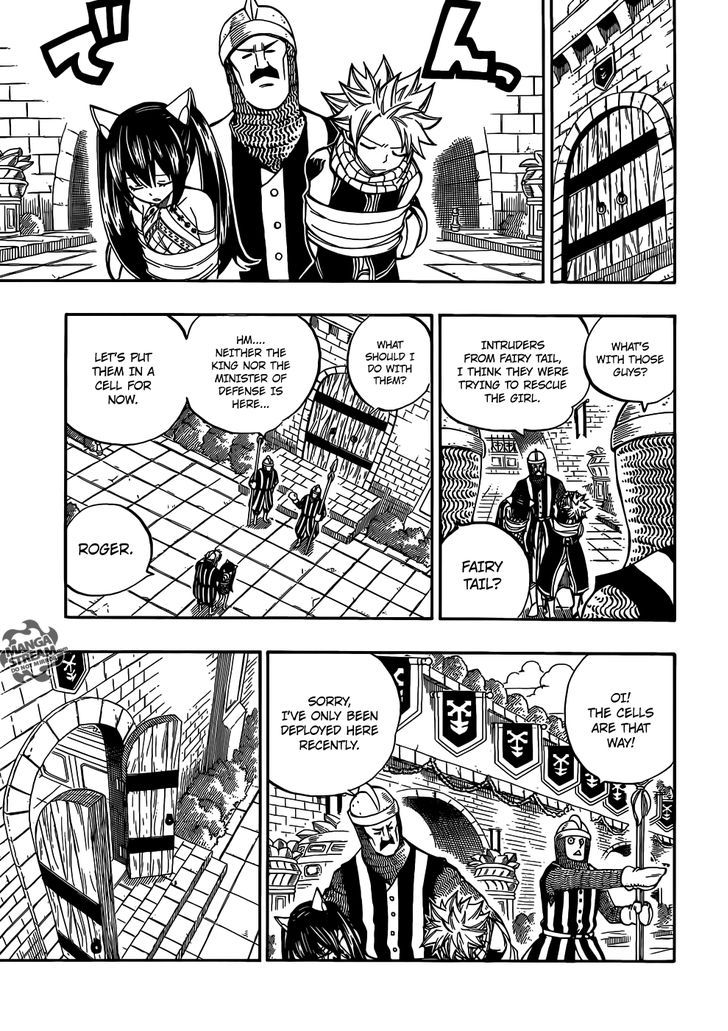 でんっ
WHAT'S
WITH THOSE
GUYS?
INTRUDERS
FROM FAIRY TAIL,
I THINK THEY WERE
TRYING TO RESCUE
THE GIRL.
FAIRY
TAIL?
WHAT
SHOULD I
DO WITH
THEM?
HM....
NEITHER THE
KING NOR THE
MINISTER OF
DEFENSE IS
HERE...
LET'S PUT
THEM IN A
CELL FOR
NOW.
ROGER.
OI!
THE CELLS
ARE THAT
WAY!
SORRY,
I'VE ONLY BEEN
DEPLOYED HERE
RECENTLY.
MANGA
STREAM